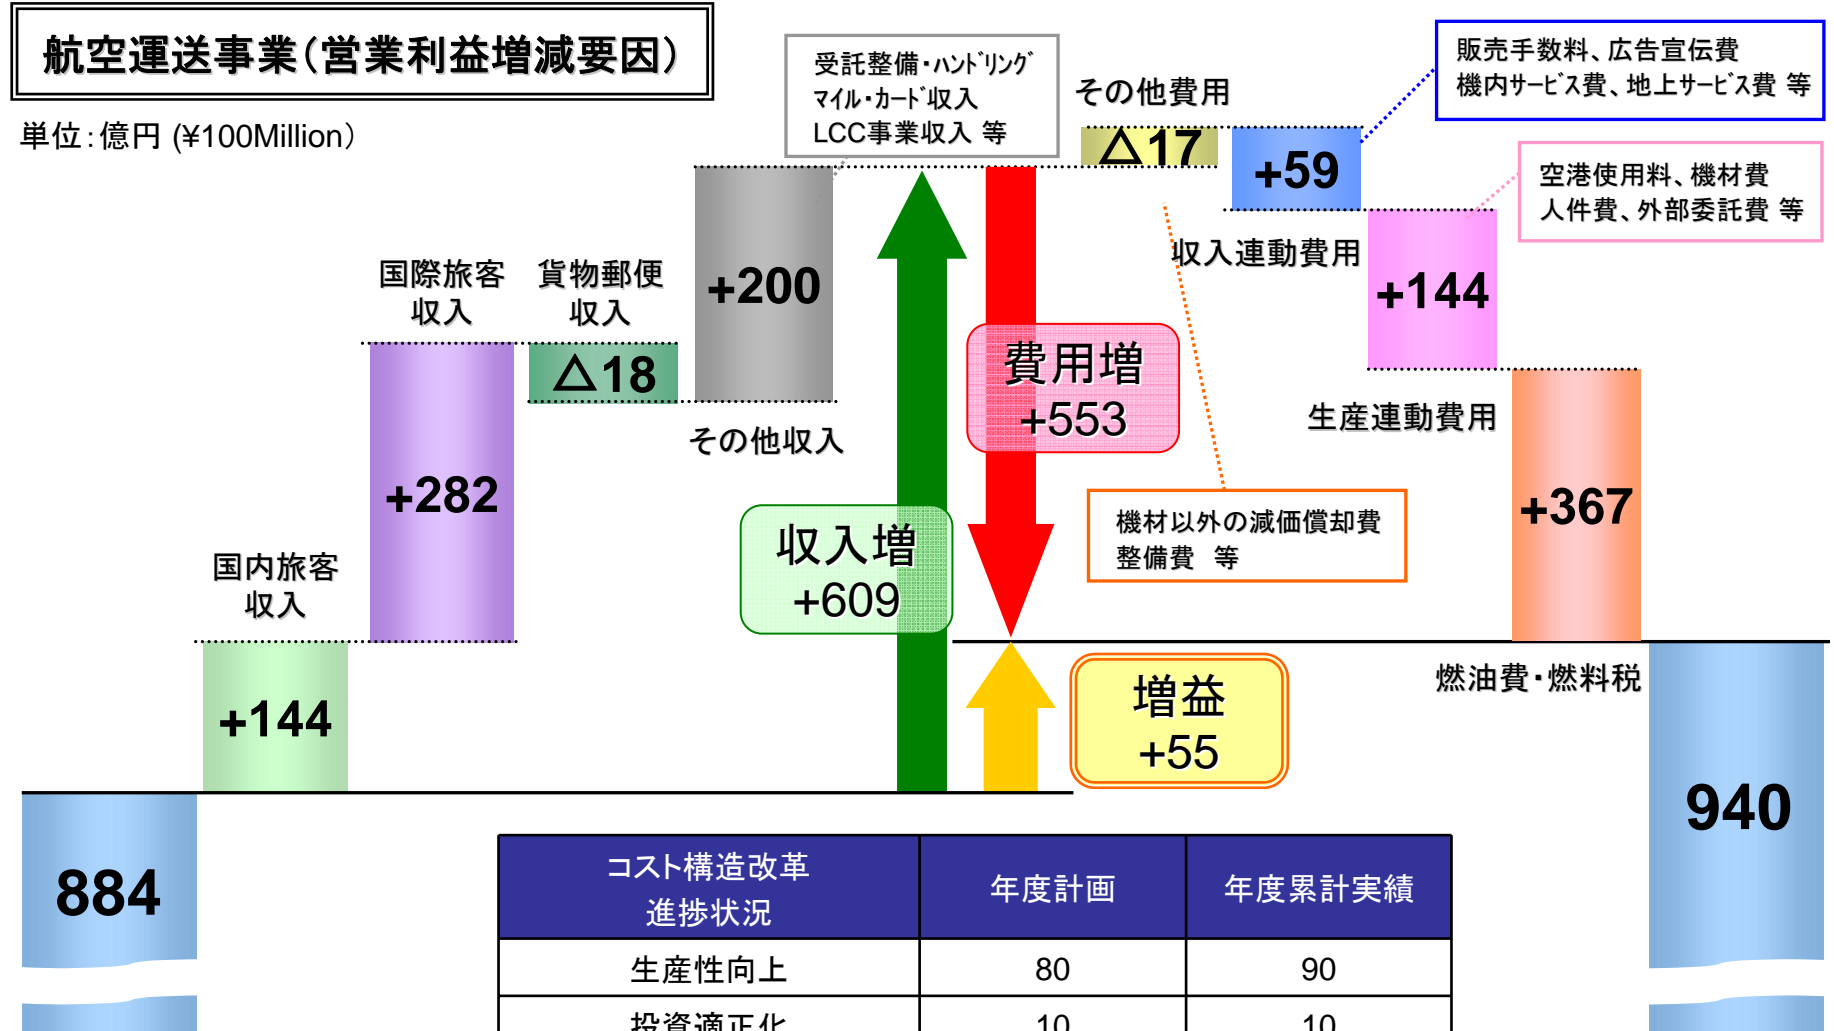 航空運送事業（営業利益増減要因）
単位：億円 (¥100Million）
受託整備・ﾊﾝﾄﾞﾘﾝｸﾞ
ﾏｲﾙ・ｶｰﾄﾞ収入
LCC事業収入 等
その他費用
△17
販売手数料、広告宣伝費
機内ｻｰﾋﾞｽ費、地上ｻｰﾋﾞｽ費 等
+59
空港使用料、機材費
人件費、外部委託費 等
収入連動費用
+144
国際旅客
収入
貨物郵便
収入
+200
△18
その他収入
費用増
+553
生産連動費用
+282
+367
機材以外の減価償却費
整備費 等
収入増
+609
国内旅客
収入
+144
燃油費・燃料税
増益
+55
884
940
コスト構造改革
進捗状況
年度計画
年度累計実績
生産性向上 80 90
投資適正化 10 10